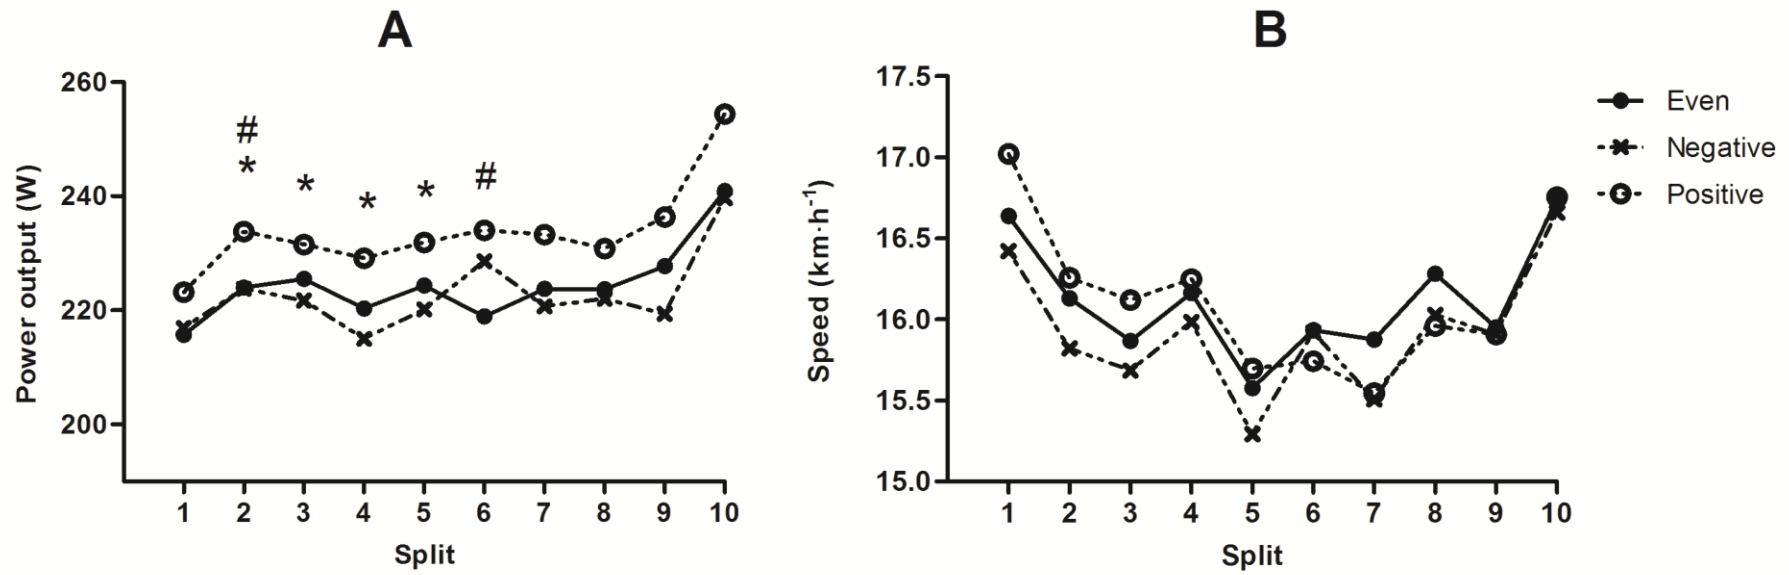 A
B
260
240
220
200
Power output (W)
#
*
*
*
*
#
1 2 3 4 5 6 7 8 9 10
Split
17.5
17.0
16.5
16.0
15.5
15.0
Speed (km·h⁻¹)
1 2 3 4 5 6 7 8 9 10
Split
Even
Negative
Positive